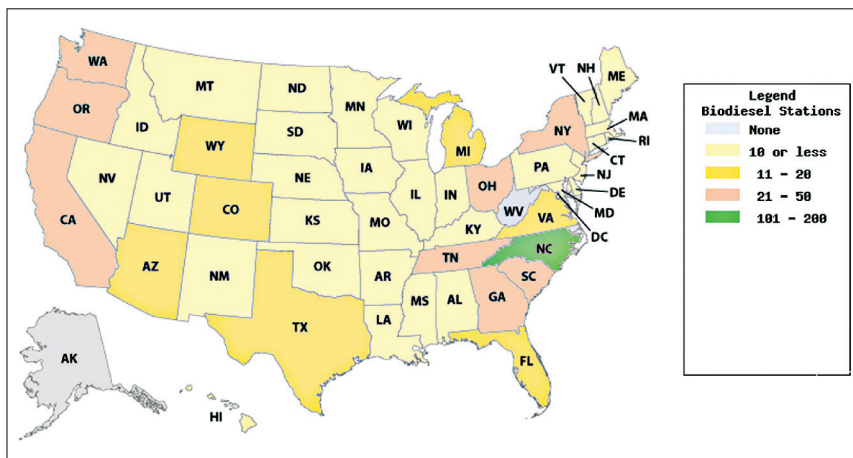 WA
MT
ND
MN
VT
NH
ME
OR
ID
SD
WI
MI
NY
MA
RI
WY
CT
NV
NE
IA
PA
NJ
UT
CO
IL
IN
OH
DE
CA
KS
MO
WV
VA
MD
KY
DC
AZ
NM
OK
AR
TN
NC
SC
TX
LA
MS
AL
GA
AK
FL
HI
Legend
Biodiesel Stations
None
10 or less
11 - 20
21 - 50
101 - 200